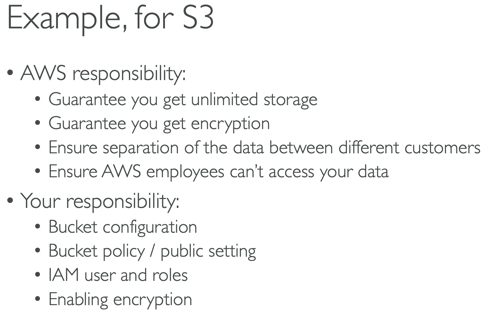 Example, for S3
• AWS responsibility:
• Guarantee you get unlimited storage
• Guarantee you get encryption
• Ensure separation of the data between different customers
• Ensure AWS employees can't access your data
• Your responsibility:
• Bucket configuration
• Bucket policy / public setting
• IAM user and roles
• Enabling encryption